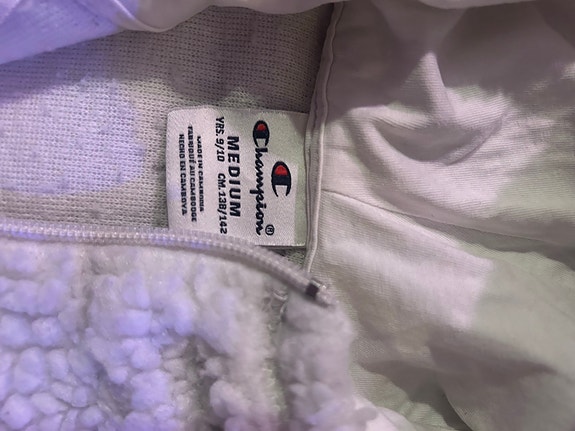 Champion®
MEDIUM
YRS. 9/10 CM.138/142
MADE IN CAMBODIA
FABRIQUÉ AU CAMBODGE
HECHO EN CAMBOYA